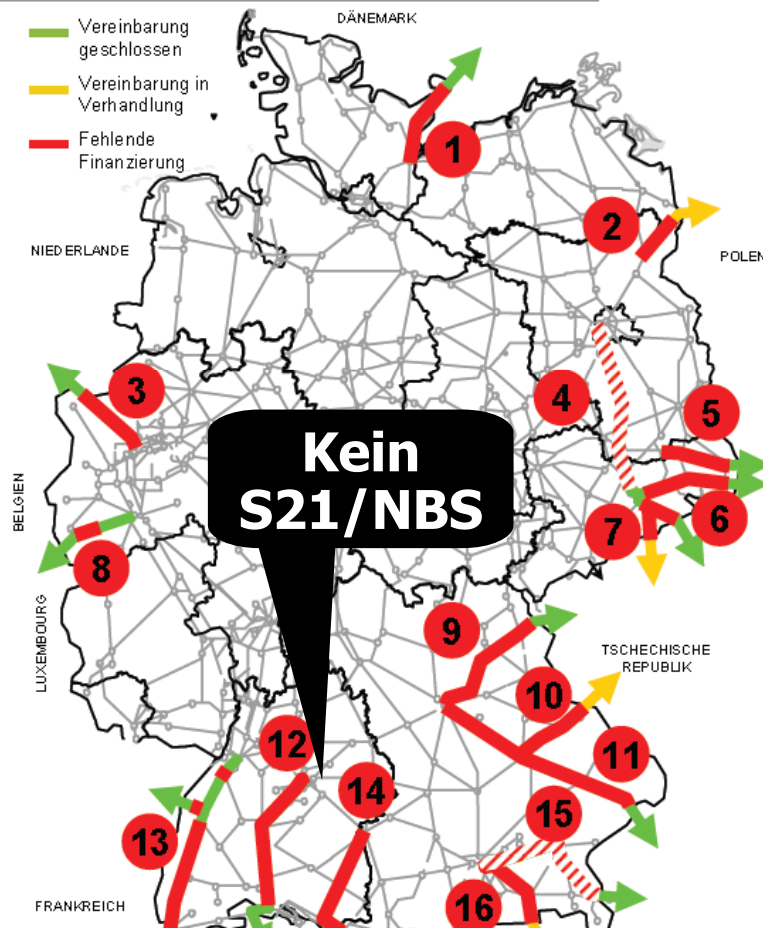 DÄNEMARK
Vereinbarung
geschlossen
Vereinbarung in
Verhandlung
Fehlende
Finanzierung
1
2
NIEDERLANDE
POLEN
3
4
5
Kein
S21/NBS
BELGIEN
6
7
8
LUXEMBOURG
9
TSCHECHISCHE
REPUBLIK
10
11
12
14
15
13
16
FRANKREICH